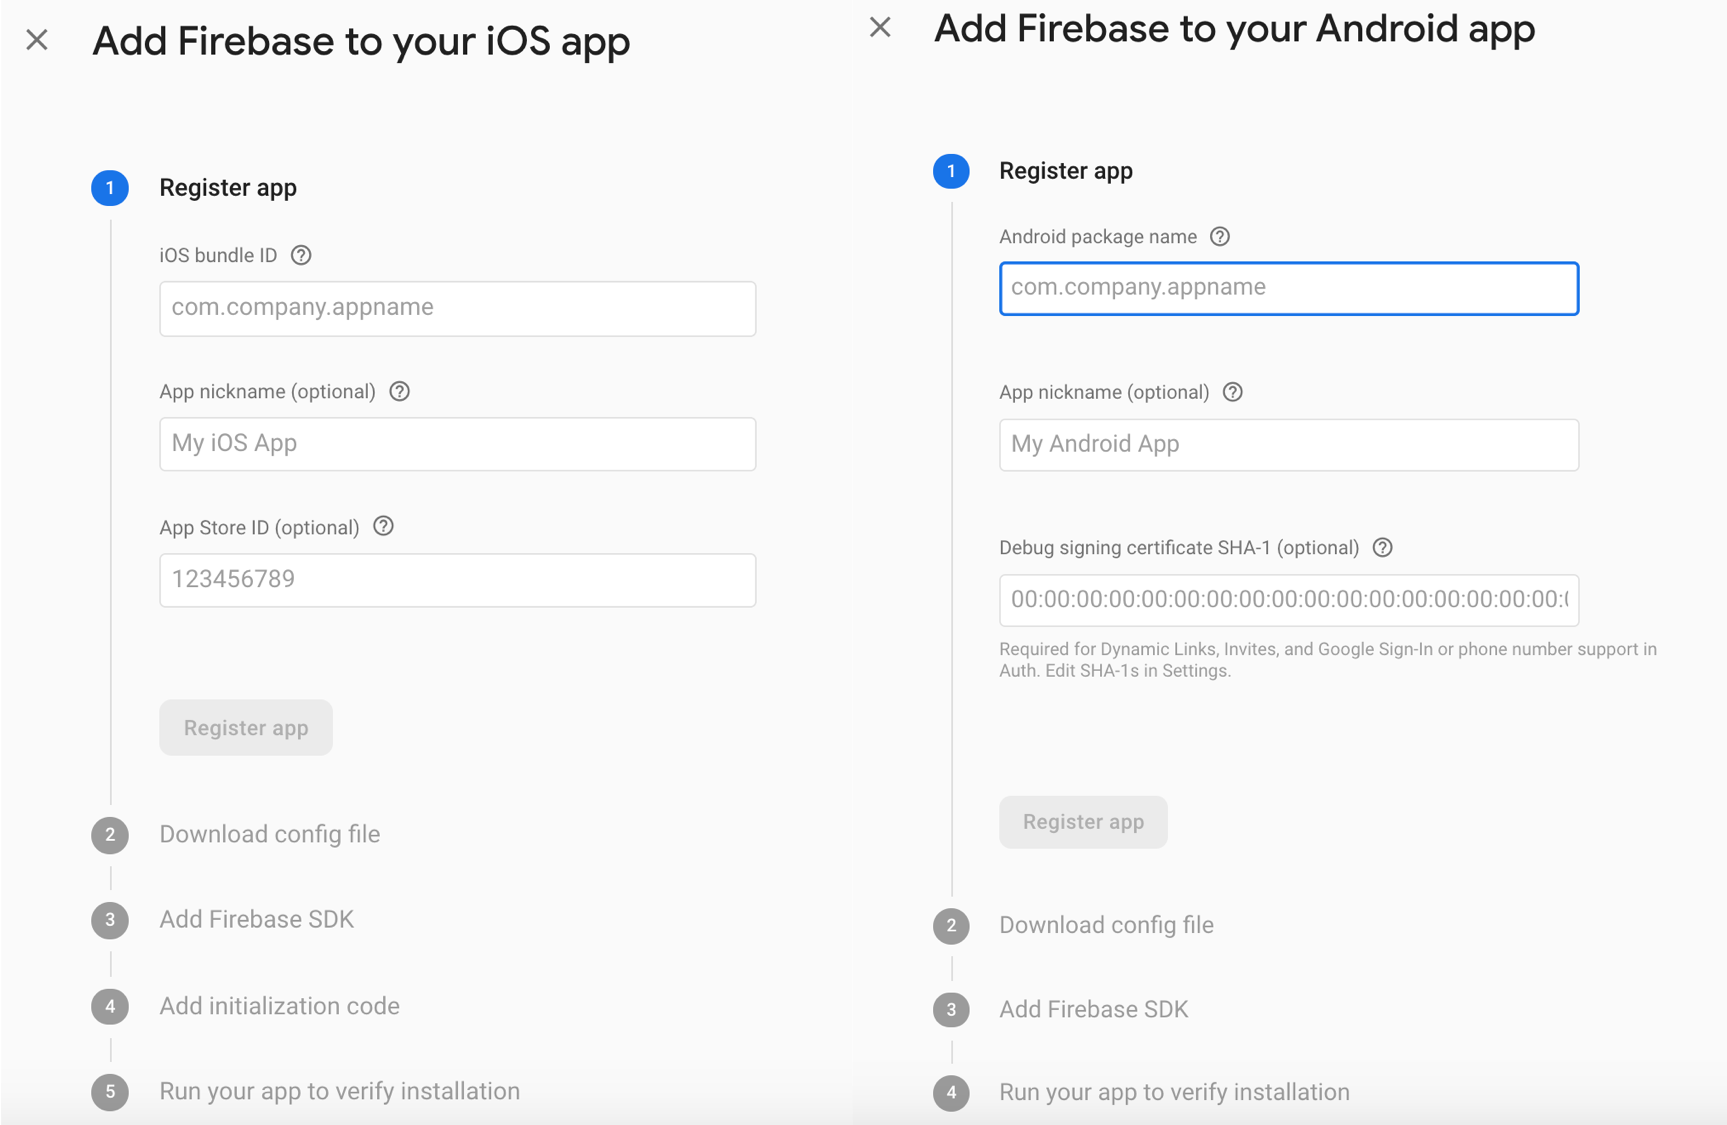 Add Firebase to your iOS app
1 Register app
iOS bundle ID
com.company.appname
App nickname (optional)
My iOS App
App Store ID (optional)
123456789
Register app
2 Download config file
3 Add Firebase SDK
4 Add initialization code
5 Run your app to verify installation
Add Firebase to your Android app
1 Register app
Android package name
com.company.appname
App nickname (optional)
My Android App
Debug signing certificate SHA-1 (optional)
00:00:00:00:00:00:00:00:00:00:00:00:00:00:00:00:00:0
Required for Dynamic Links, Invites, and Google Sign-In or phone number support in
Auth. Edit SHA-1s in Settings.
Register app
2 Download config file
3 Add Firebase SDK
4 Run your app to verify installation